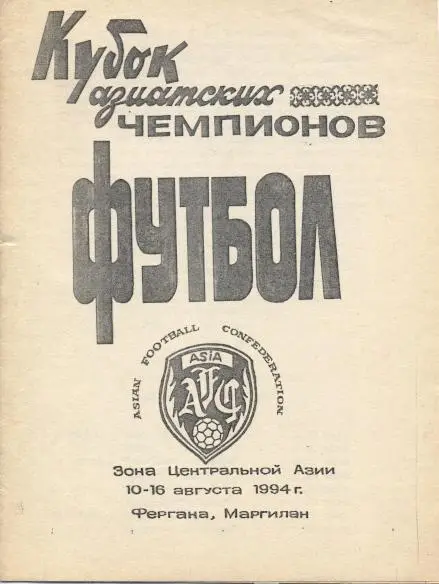 Кубок
азиатских
ЧЕМПИОНОВ
ФУТБОЛ
ASIAN FOOTBALL CONFEDERATION
ASIA
AFC
Зона Центральной Азии
10-16 августа 1994 г.
Фергана, Маргилан